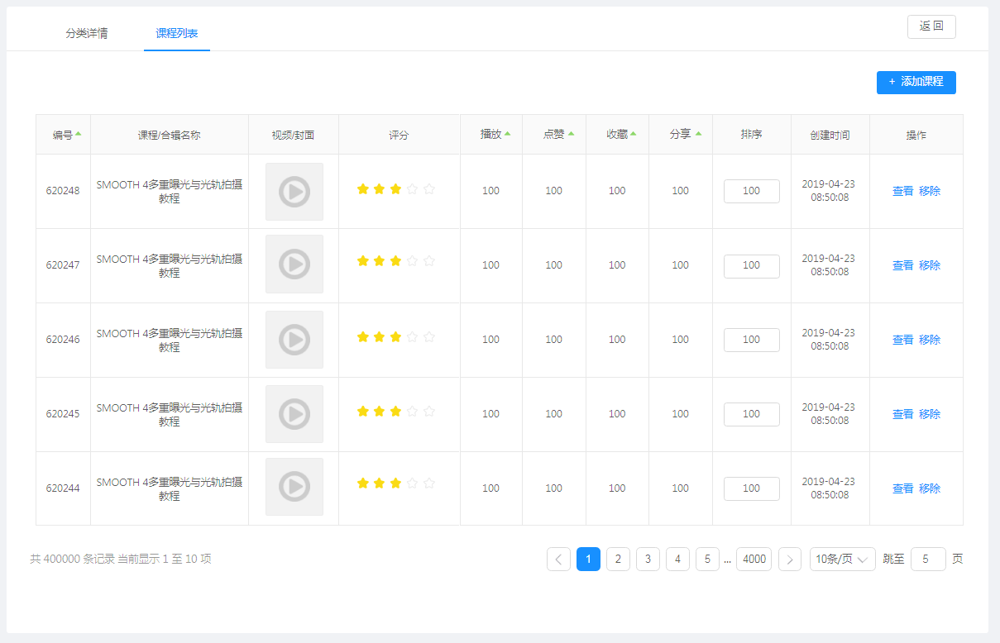 分类详情 课程列表 返 回
+ 添加课程
编号 课程/合辑名称 视频/封面 评分 播放 点赞 收藏 分享 排序 创建时间 操作
620248 SMOOTH 4多重曝光与光轨拍摄 100 100 100 100 100 2019-04-23 查看 移除
教程 08:50:08
620247 SMOOTH 4多重曝光与光轨拍摄 100 100 100 100 100 2019-04-23 查看 移除
教程 08:50:08
620246 SMOOTH 4多重曝光与光轨拍摄 100 100 100 100 100 2019-04-23 查看 移除
教程 08:50:08
620245 SMOOTH 4多重曝光与光轨拍摄 100 100 100 100 100 2019-04-23 查看 移除
教程 08:50:08
620244 SMOOTH 4多重曝光与光轨拍摄 100 100 100 100 100 2019-04-23 查看 移除
教程 08:50:08
共 400000 条记录 当前显示 1 至 10 项 1 2 3 4 5 ... 4000 10条/页 跳至 5 页